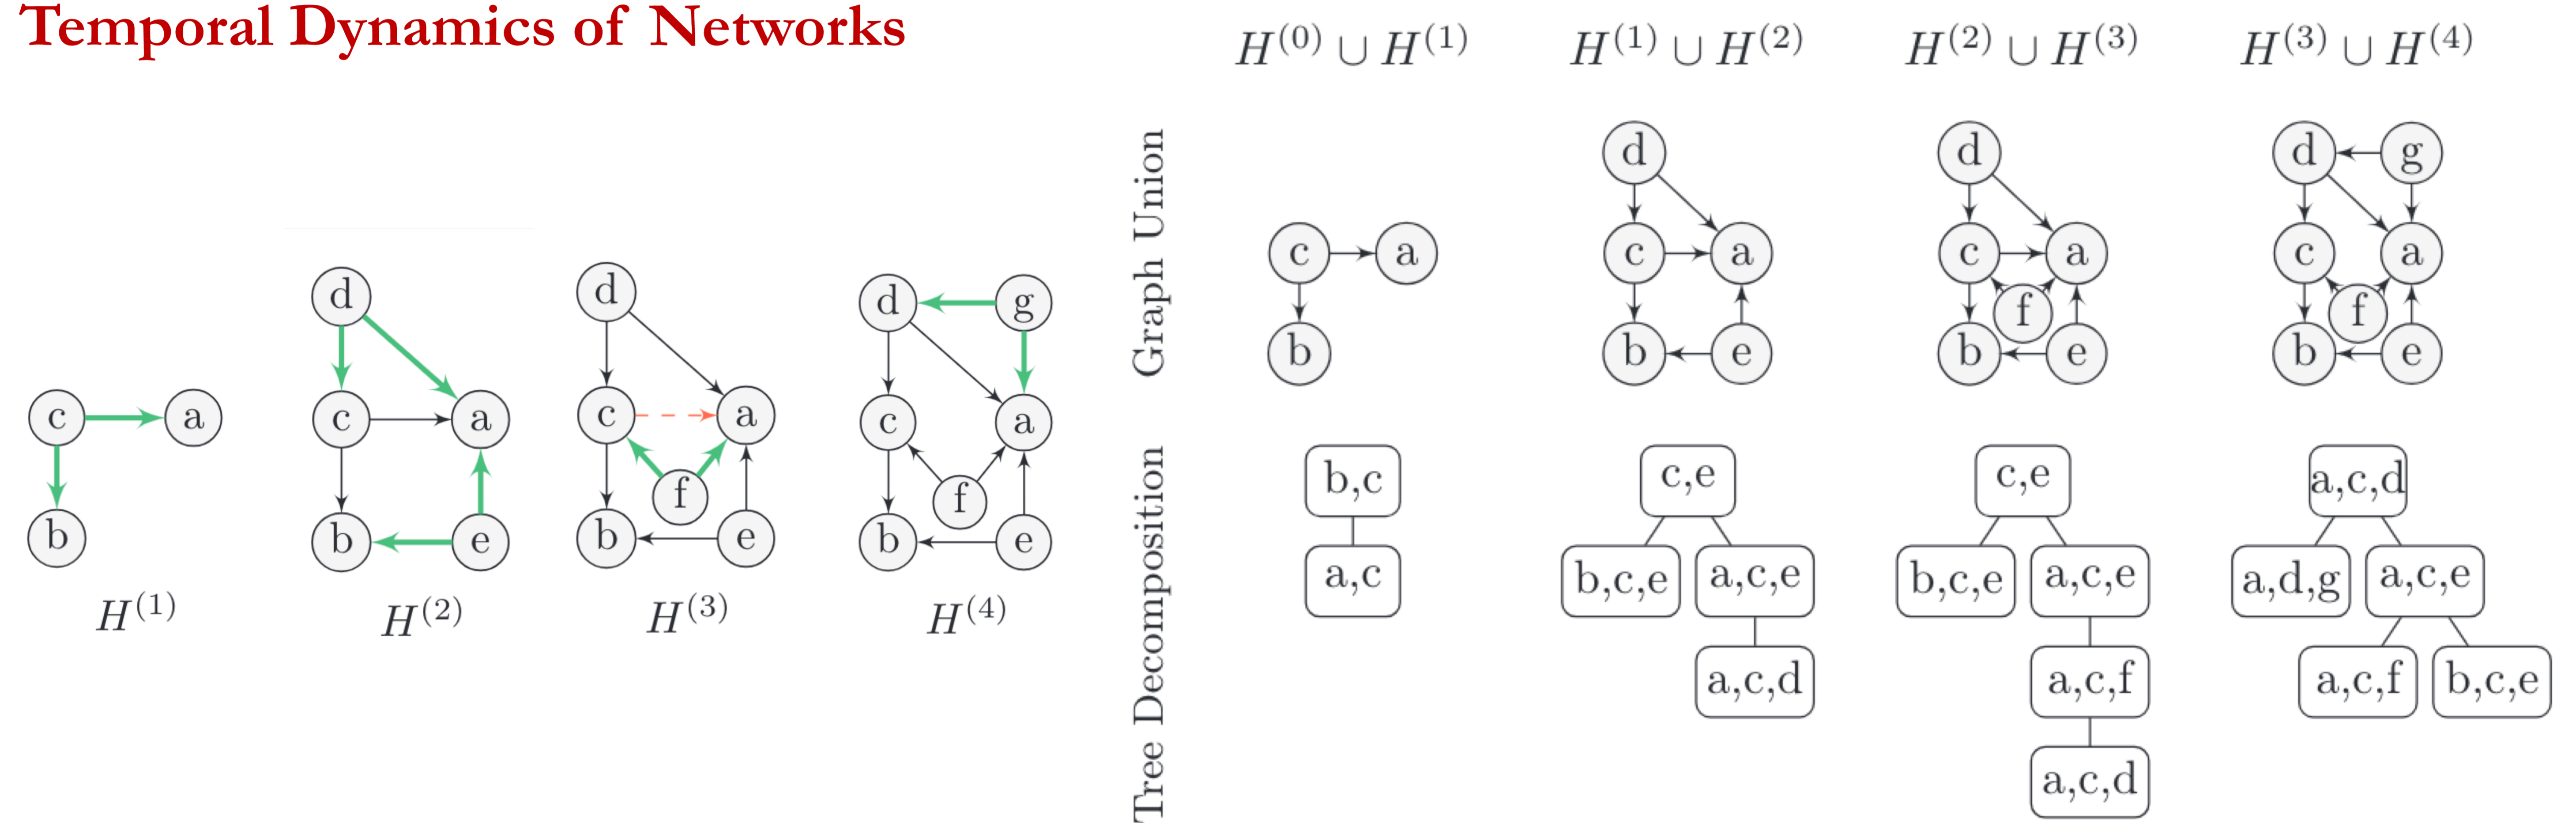 Temporal Dynamics of Networks
c a
b
H^(1)
d
c a
b e
H^(2)
d
c a
f
b e
H^(3)
d g
c a
f
b e
H^(4)
H^(0) ∪ H^(1) H^(1) ∪ H^(2) H^(2) ∪ H^(3) H^(3) ∪ H^(4)
Graph Union
c a
b
d
c a
b e
d
c a
f
b e
d g
c a
f
b e
Tree Decomposition
b,c
a,c
c,e
b,c,e a,c,e
a,c,d
c,e
b,c,e a,c,e
a,c,f
a,c,d
a,c,d
a,d,g a,c,e
a,c,f b,c,e